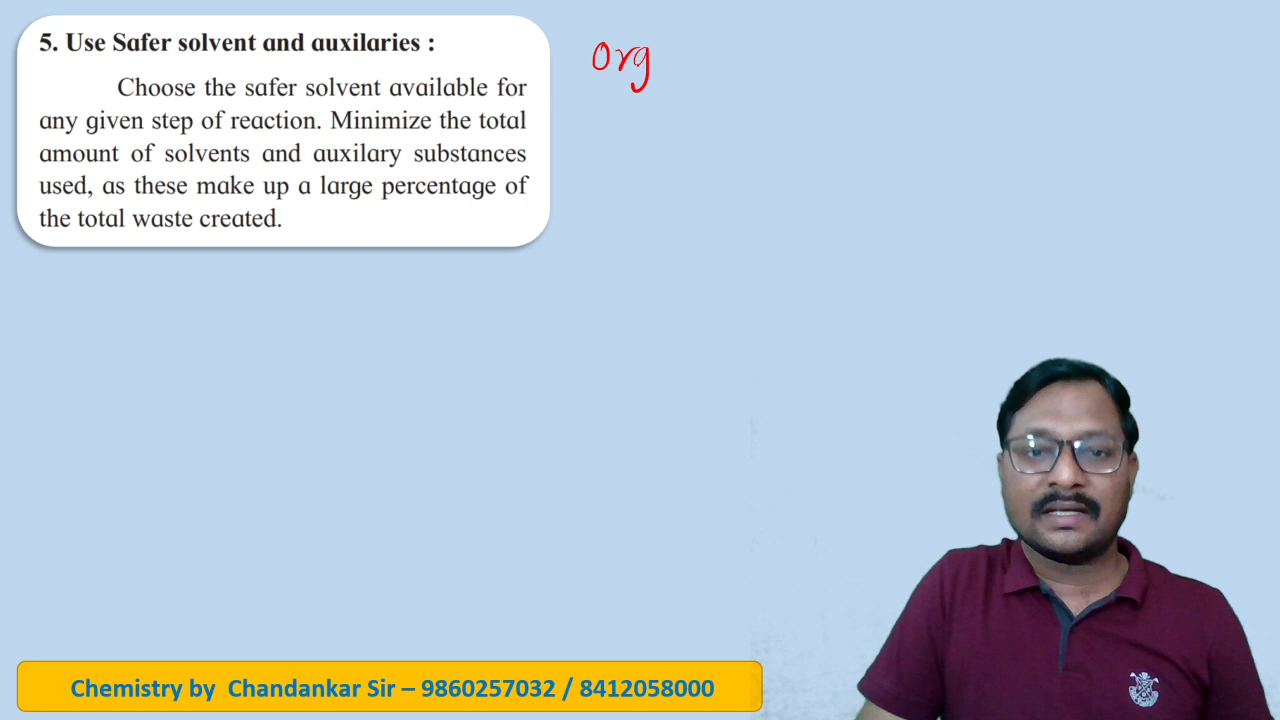 5. Use Safer solvent and auxilaries :
Choose the safer solvent available for
any given step of reaction. Minimize the total
amount of solvents and auxilary substances
used, as these make up a large percentage of
the total waste created.
org
Chemistry by Chandankar Sir – 9860257032 / 8412058000